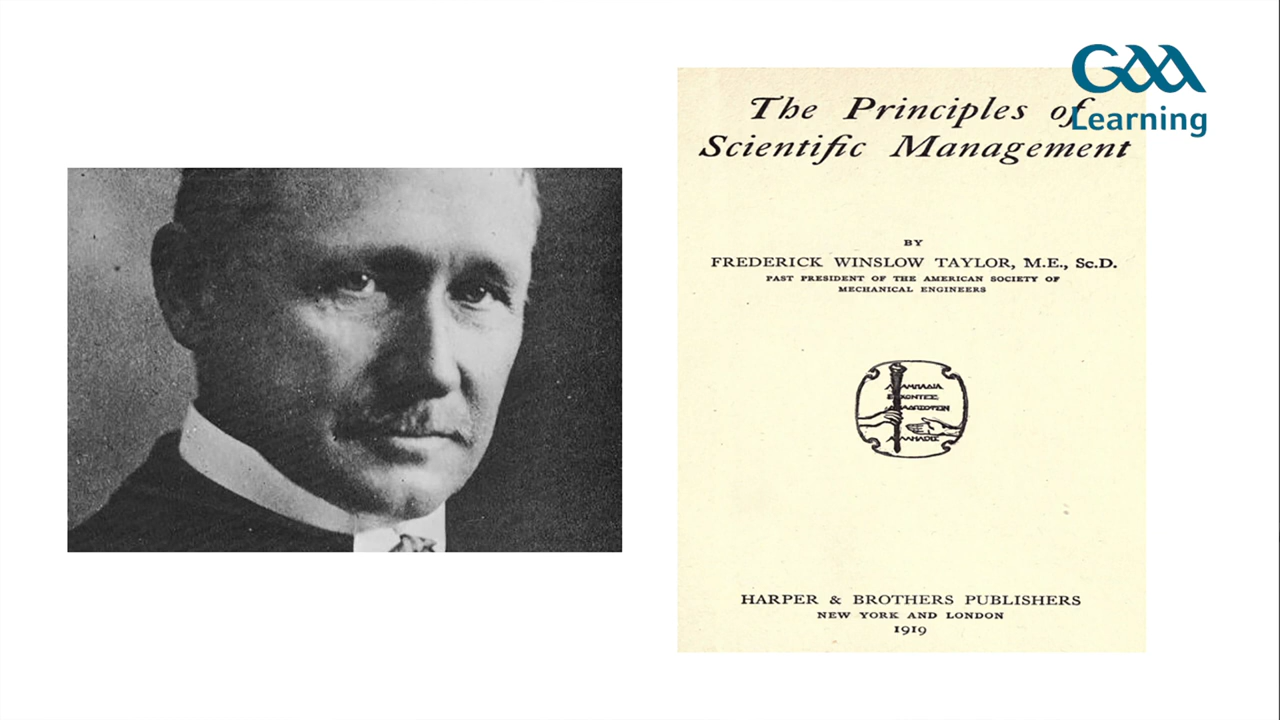 GAA
Learning
The Principles of
Scientific Management
BY
FREDERICK WINSLOW TAYLOR, M.E., Sc.D.
PAST PRESIDENT OF THE AMERICAN SOCIETY OF
MECHANICAL ENGINEERS
HARPER & BROTHERS PUBLISHERS
NEW YORK AND LONDON
1919